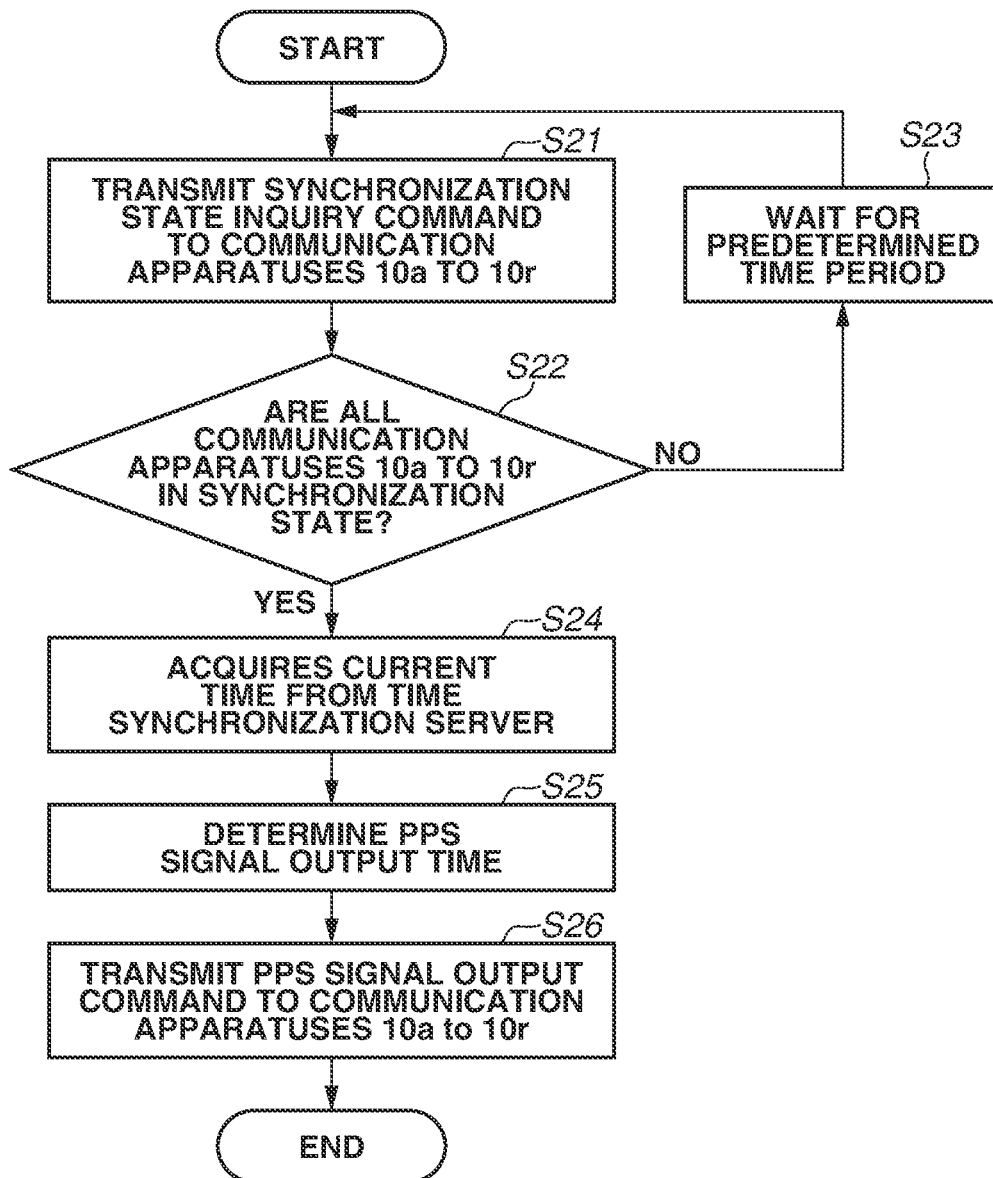 START
S21
TRANSMIT SYNCHRONIZATION
STATE INQUIRY COMMAND
TO COMMUNICATION
APPARATUSES 10a TO 10r
S23
WAIT FOR
PREDETERMINED
TIME PERIOD
S22
ARE ALL
COMMUNICATION
APPARATUSES 10a TO 10r
IN SYNCHRONIZATION
STATE?
NO
YES
S24
ACQUIRES CURRENT
TIME FROM TIME
SYNCHRONIZATION SERVER
S25
DETERMINE PPS
SIGNAL OUTPUT TIME
S26
TRANSMIT PPS SIGNAL OUTPUT
COMMAND TO COMMUNICATION
APPARATUSES 10a to 10r
END